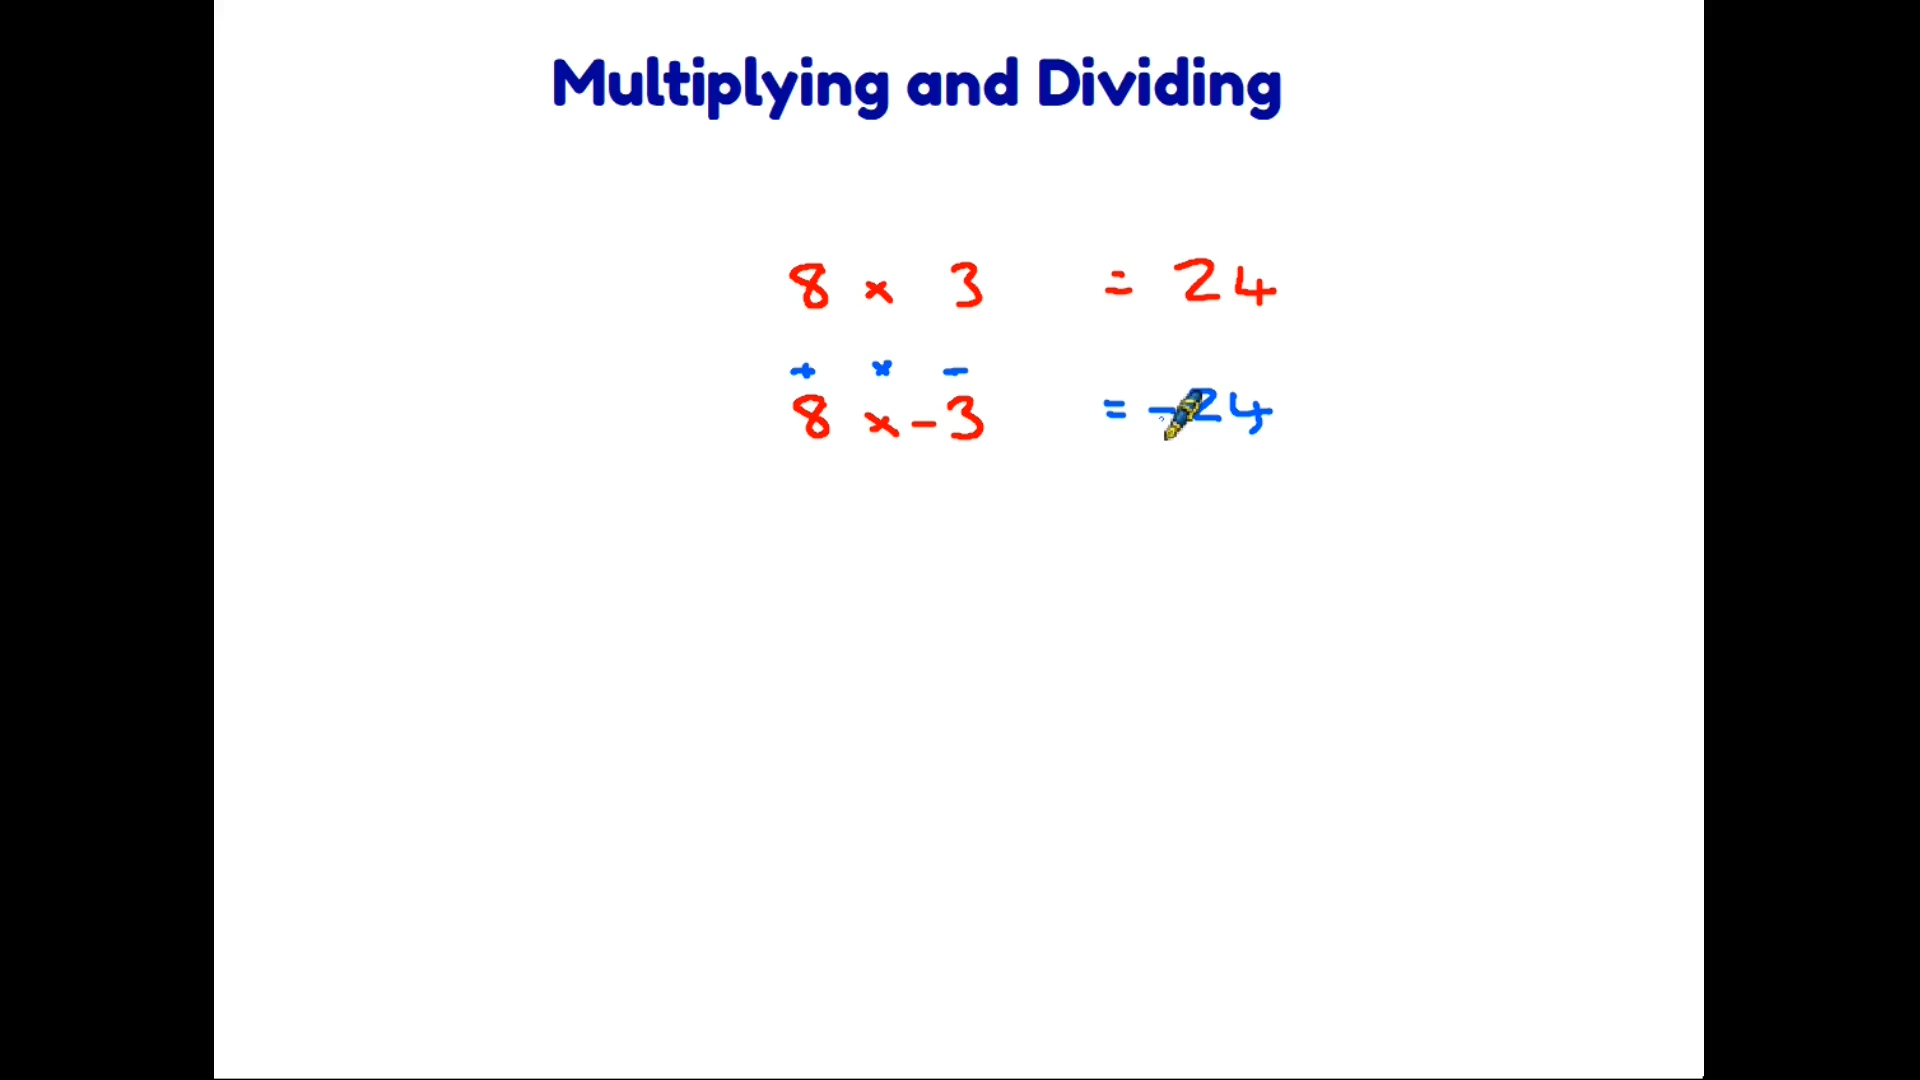 Multiplying and Dividing
8 × 3 = 24
+ × -
8 × -3 = -24